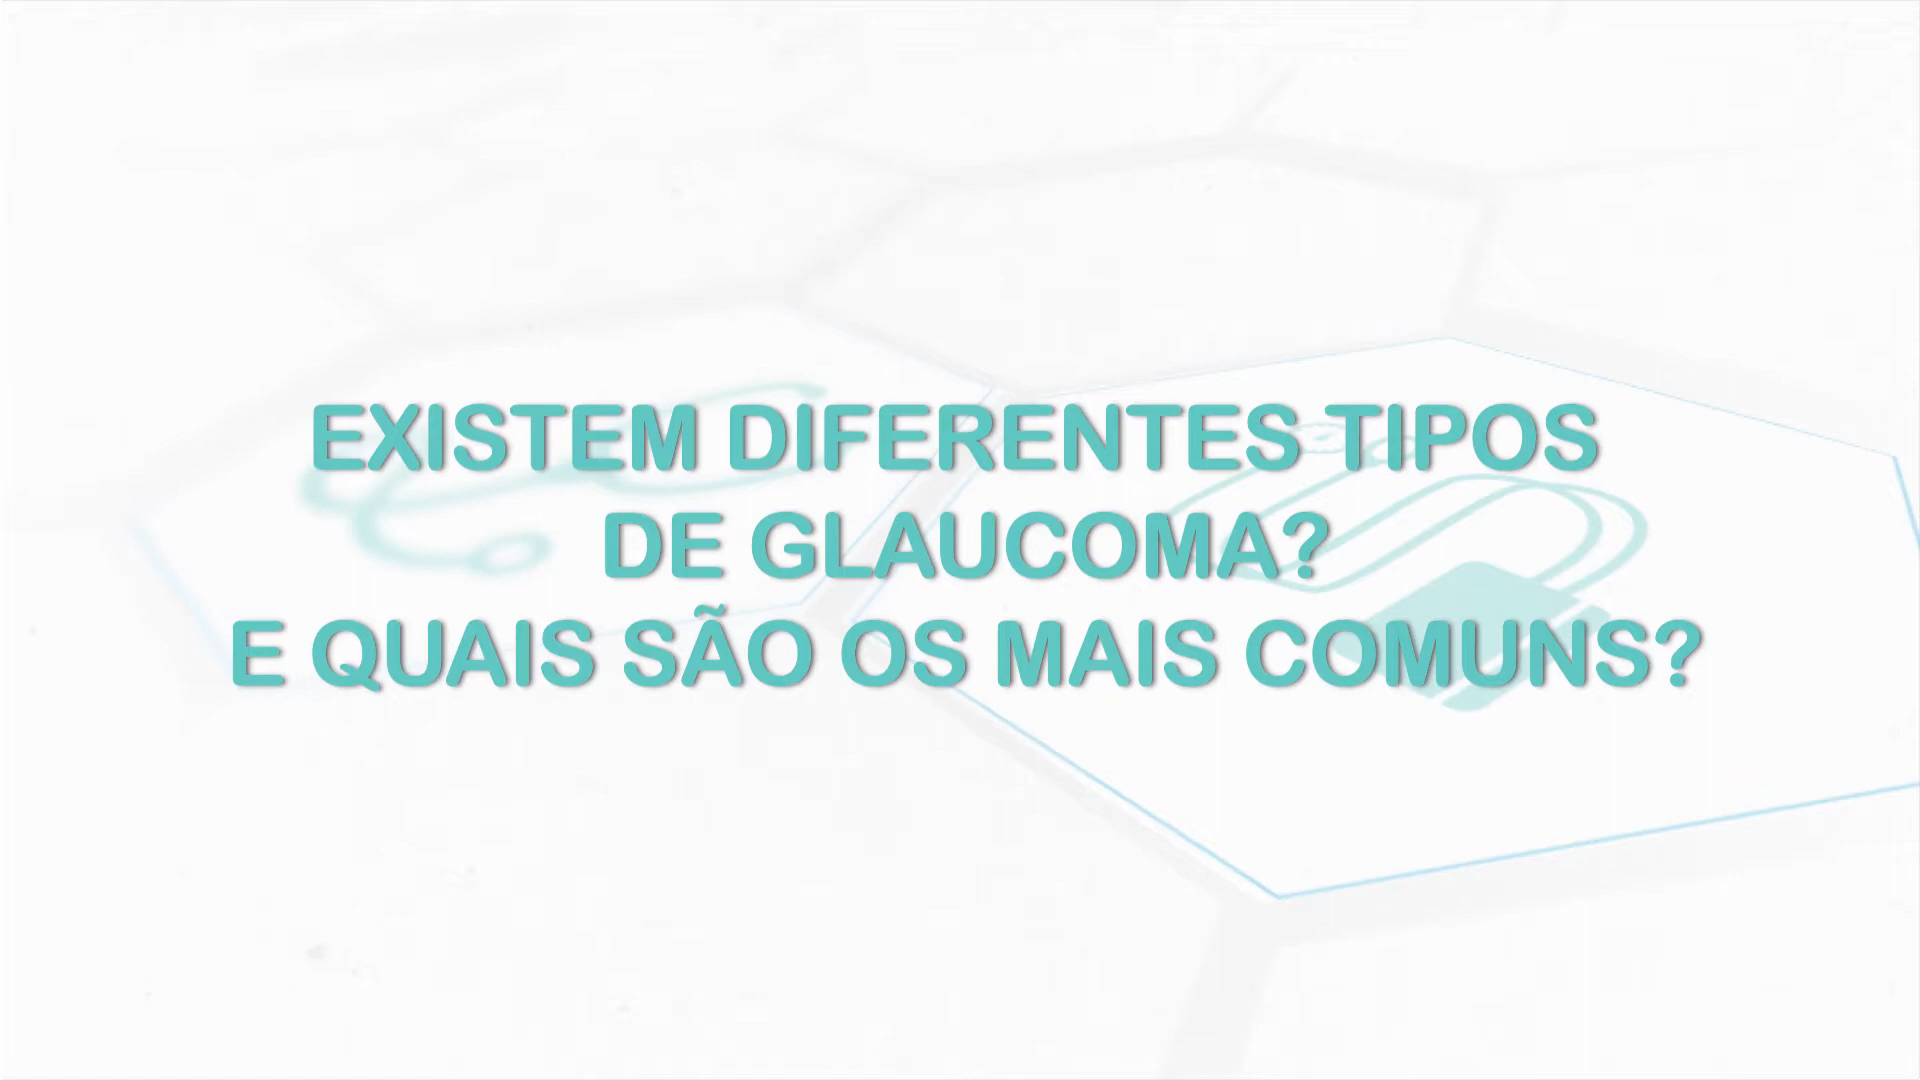 EXISTEM DIFERENTES TIPOS
DE GLAUCOMA?
E QUAIS SÃO OS MAIS COMUNS?